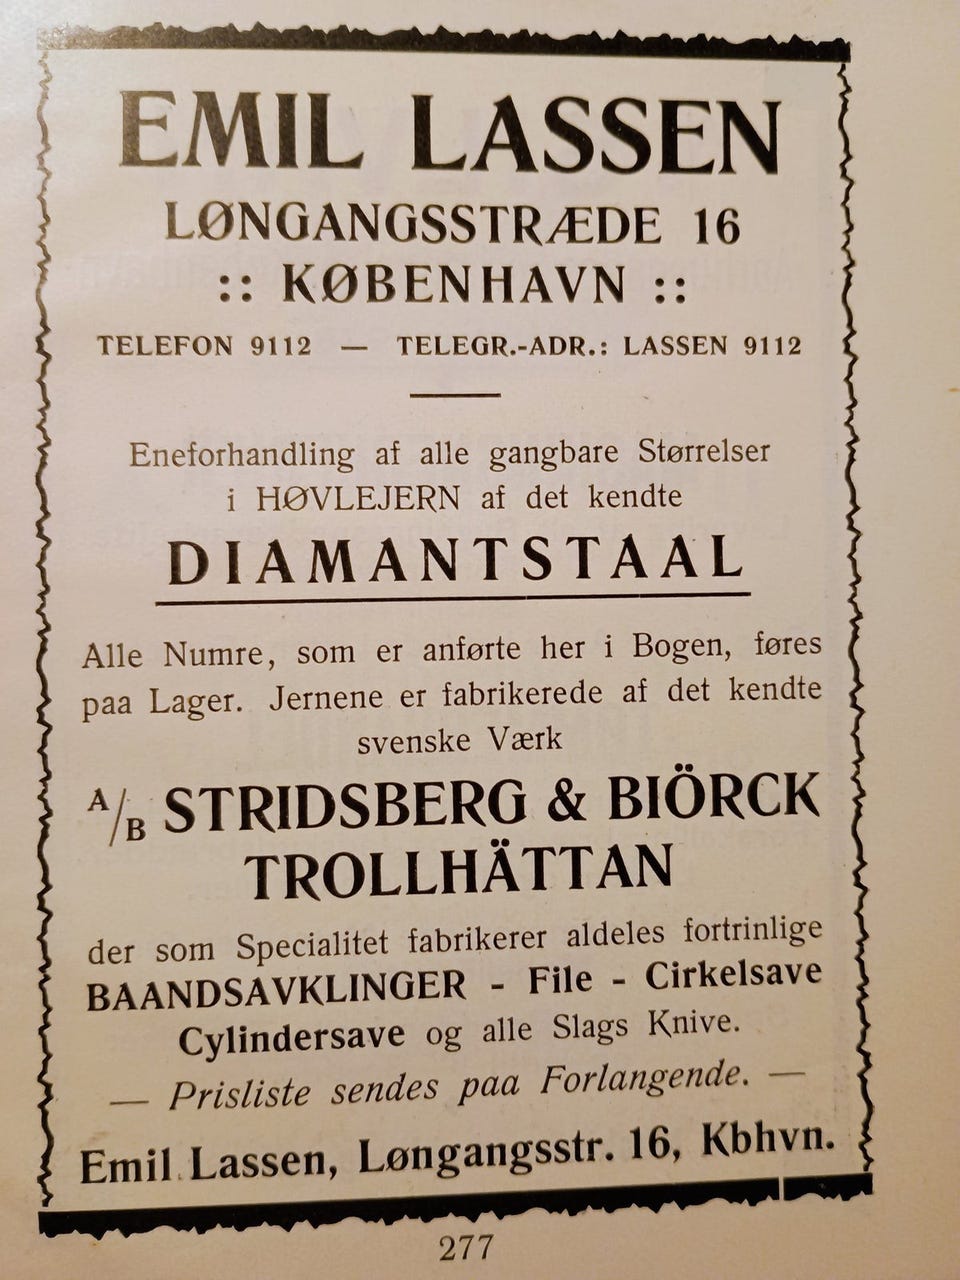 EMIL LASSEN
LØNGANGSSTRÆDE 16
:: KØBENHAVN ::
TELEFON 9112 — TELEGR.-ADR.: LASSEN 9112
Eneforhandling af alle gangbare Størrelser
i HØVLEJERN af det kendte
DIAMANTSTAAL
Alle Numre, som er anførte her i Bogen, føres
paa Lager. Jernene er fabrikerede af det kendte
svenske Værk
A/B STRIDSBERG & BIÖRCK
TROLLHÄTTAN
der som Specialitet fabrikerer aldeles fortrinlige
BAANDSAVKLINGER - File - Cirkelsave
Cylindersave og alle Slags Knive.
— Prisliste sendes paa Forlangende. —
Emil Lassen, Løngangsstr. 16, Kbhvn.
277